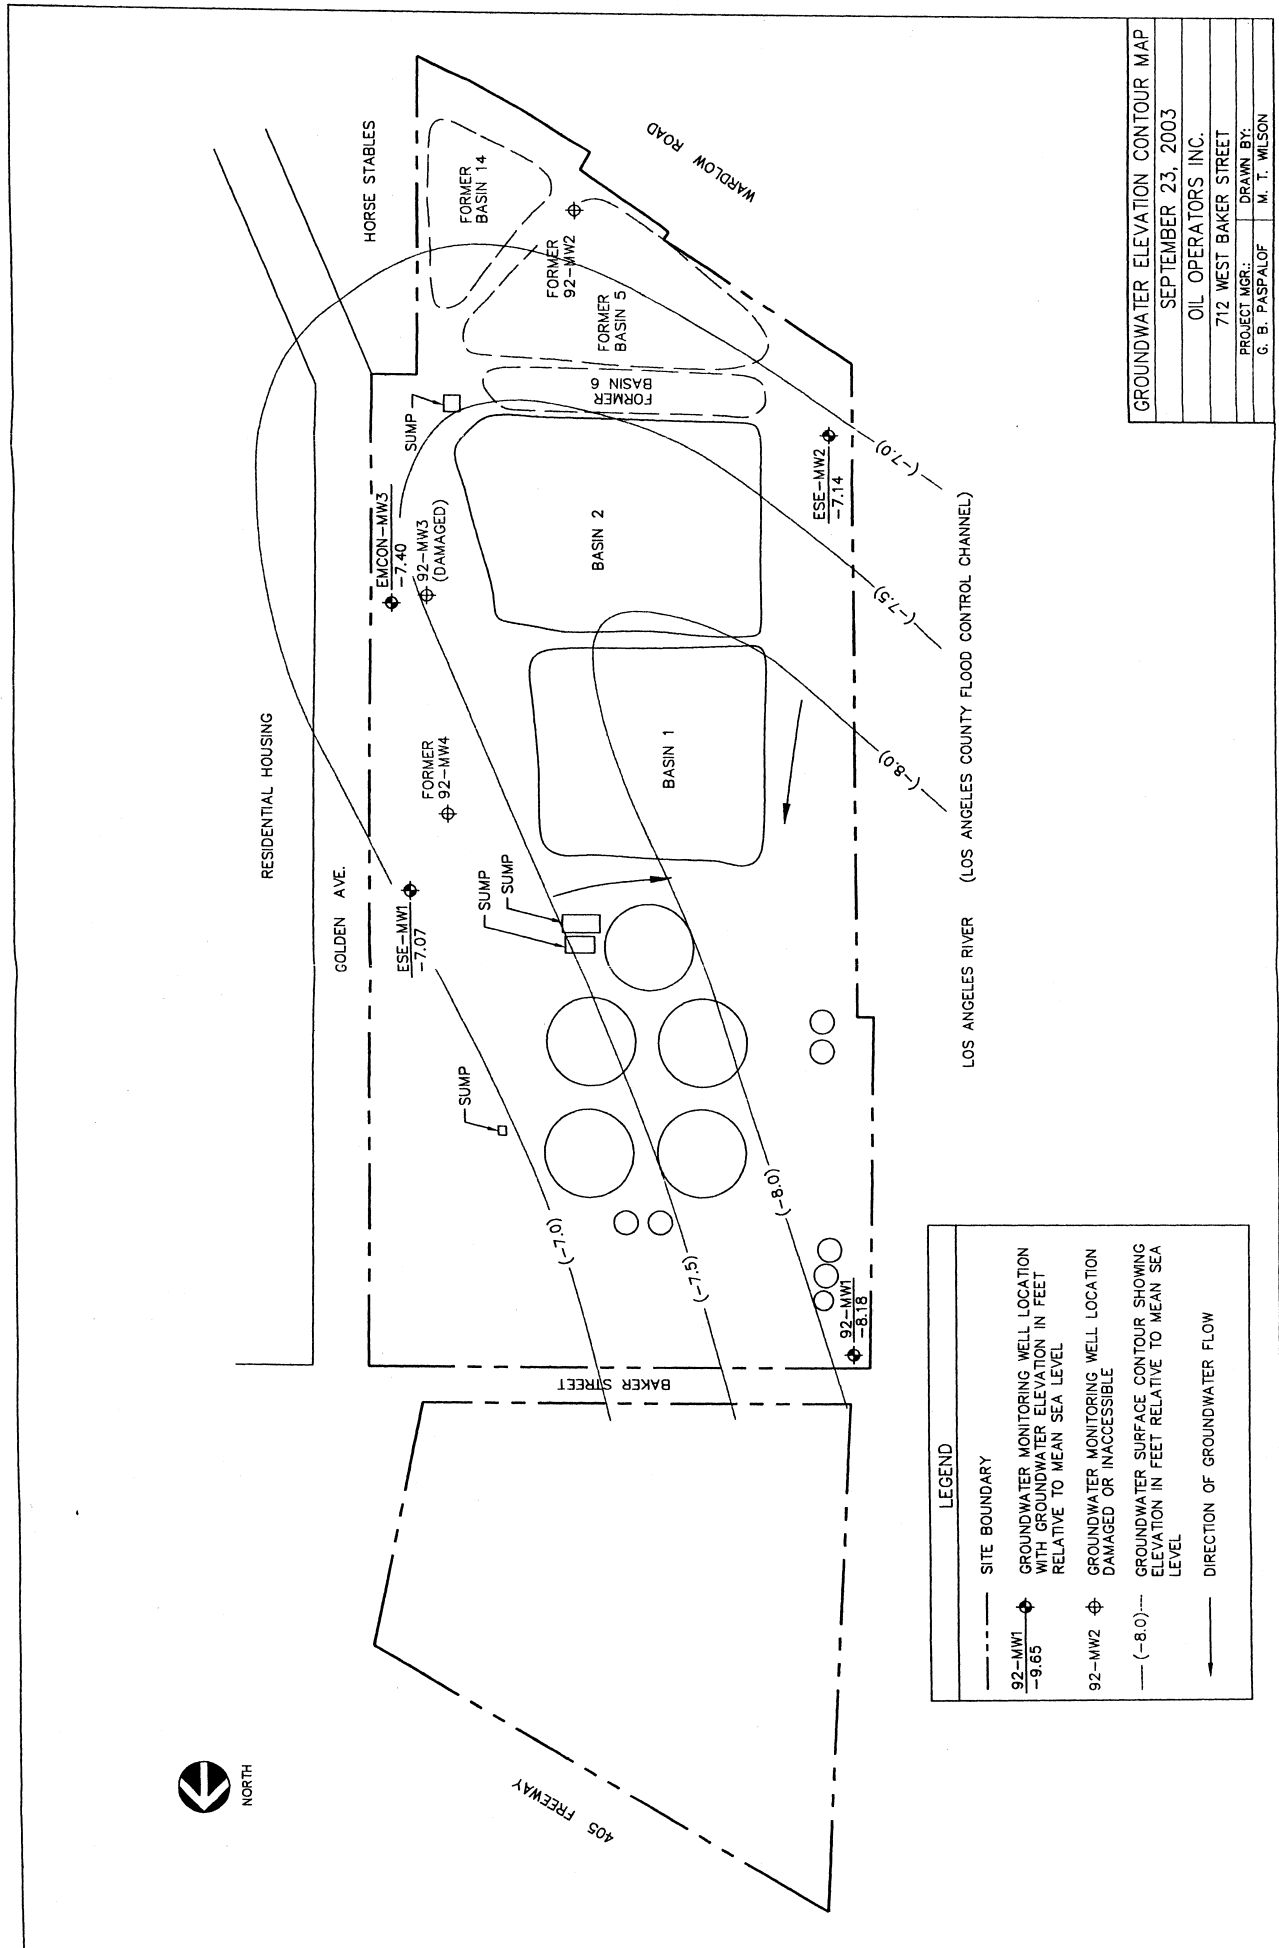 GROUNDWATER ELEVATION CONTOUR MAP
SEPTEMBER 23, 2003
OIL OPERATORS INC.
712 WEST BAKER STREET
PROJECT MGR.:
G. B. PASPALOF
DRAWN BY:
M. T. WILSON
HORSE STABLES
WARDLOW ROAD
FORMER
BASIN 14
FORMER
92-MW2
FORMER
BASIN 5
FORMER
BASIN 6
SUMP
EMCON-MW3
-7.40
92-MW3
(DAMAGED)
BASIN 2
ESE-MW2
-7.14
(-7.0)
(-7.5)
(-8.0)
RESIDENTIAL HOUSING
GOLDEN AVE.
FORMER
92-MW4
BASIN 1
ESE-MW1
-7.07
SUMP
SUMP
SUMP
LOS ANGELES RIVER (LOS ANGELES COUNTY FLOOD CONTROL CHANNEL)
(-7.0)
(-7.5)
(-8.0)
92-MW1
-8.18
BAKER STREET
405 FREEWAY
NORTH
LEGEND
SITE BOUNDARY
92-MW1
-9.65
GROUNDWATER MONITORING WELL LOCATION
WITH GROUNDWATER ELEVATION IN FEET
RELATIVE TO MEAN SEA LEVEL
92-MW2
GROUNDWATER MONITORING WELL LOCATION
DAMAGED OR INACCESSIBLE
(-8.0)
GROUNDWATER SURFACE CONTOUR SHOWING
ELEVATION IN FEET RELATIVE TO MEAN SEA
LEVEL
DIRECTION OF GROUNDWATER FLOW